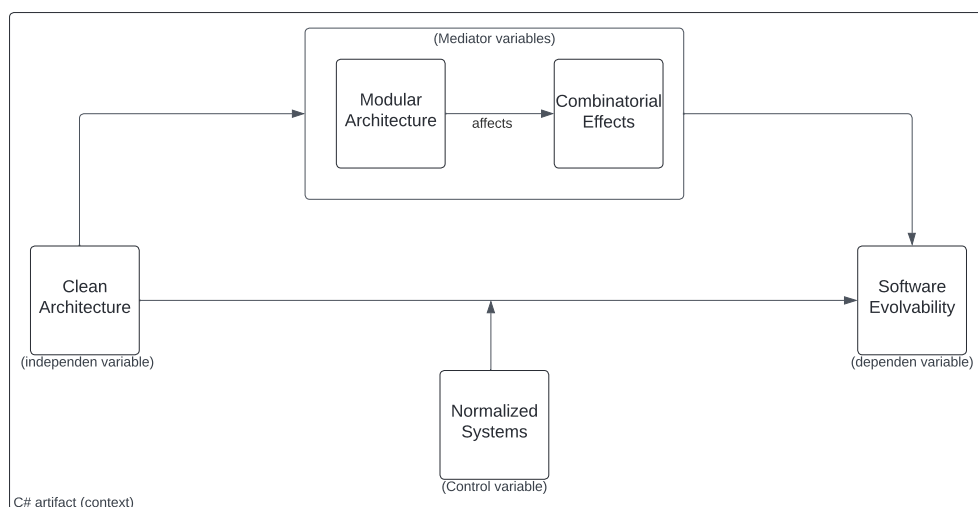 (Mediator variables)
Modular
Architecture
affects
Combinatorial
Effects
Clean
Architecture
(independen variable)
Software
Evolvability
(dependen variable)
Normalized
Systems
(Control variable)
C# artifact (context)